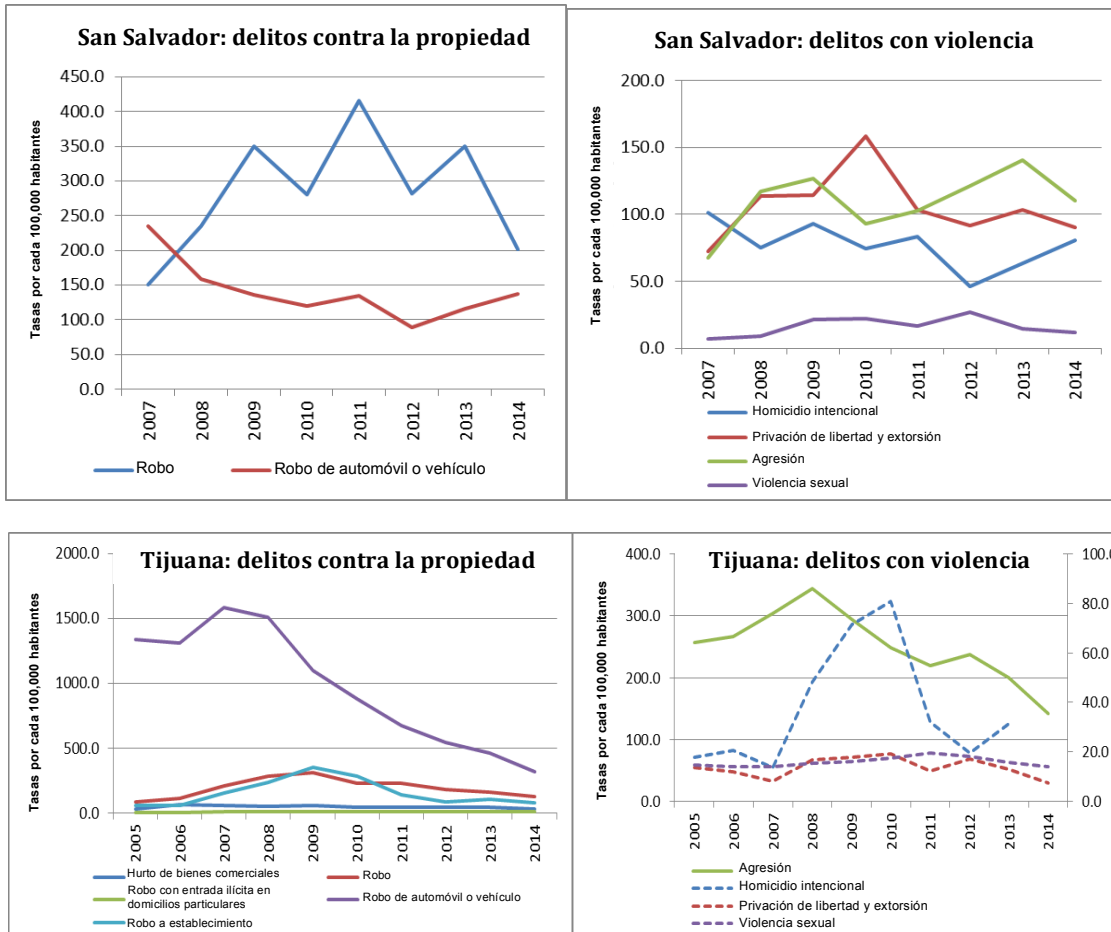 San Salvador: delitos contra la propiedad
Tasas por cada 100,000 habitantes
450.0
400.0
350.0
300.0
250.0
200.0
150.0
100.0
50.0
0.0
2007
2008
2009
2010
2011
2012
2013
2014
Robo
Robo de automóvil o vehículo
San Salvador: delitos con violencia
Tasas por cada 100,000 habitantes
200.0
150.0
100.0
50.0
0.0
2007
2008
2009
2010
2011
2012
2013
2014
Homicidio intencional
Privación de libertad y extorsión
Agresión
Violencia sexual
Tijuana: delitos contra la propiedad
Tasas por cada 100,000 habitantes
2000.0
1500.0
1000.0
500.0
0.0
2005
2006
2007
2008
2009
2010
2011
2012
2013
2014
Hurto de bienes comerciales
Robo
Robo con entrada ilícita en
domicilios particulares
Robo de automóvil o vehículo
Robo a establecimiento
Tijuana: delitos con violencia
Tasas por cada 100,000 habitantes
400.0
300.0
200.0
100.0
0.0
100.0
80.0
60.0
40.0
20.0
0.0
2005
2006
2007
2008
2009
2010
2011
2012
2013
2014
Agresión
Homicidio intencional
Privación de libertad y extorsión
Violencia sexual